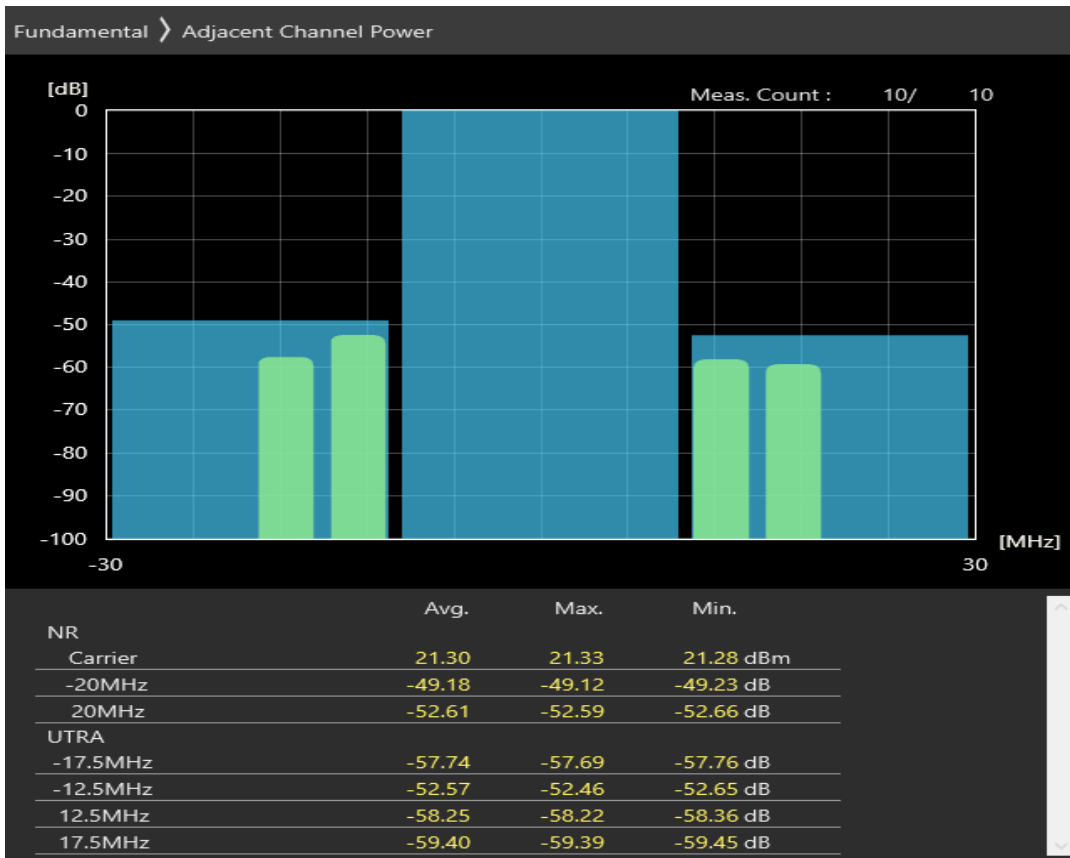 Fundamental 〉 Adjacent Channel Power
[dB]
Meas. Count : 10/ 10
0
-10
-20
-30
-40
-50
-60
-70
-80
-90
-100
[MHz]
-30 30
Avg. Max. Min.
NR
Carrier 21.30 21.33 21.28 dBm
-20MHz -49.18 -49.12 -49.23 dB
20MHz -52.61 -52.59 -52.66 dB
UTRA
-17.5MHz -57.74 -57.69 -57.76 dB
-12.5MHz -52.57 -52.46 -52.65 dB
12.5MHz -58.25 -58.22 -58.36 dB
17.5MHz -59.40 -59.39 -59.45 dB